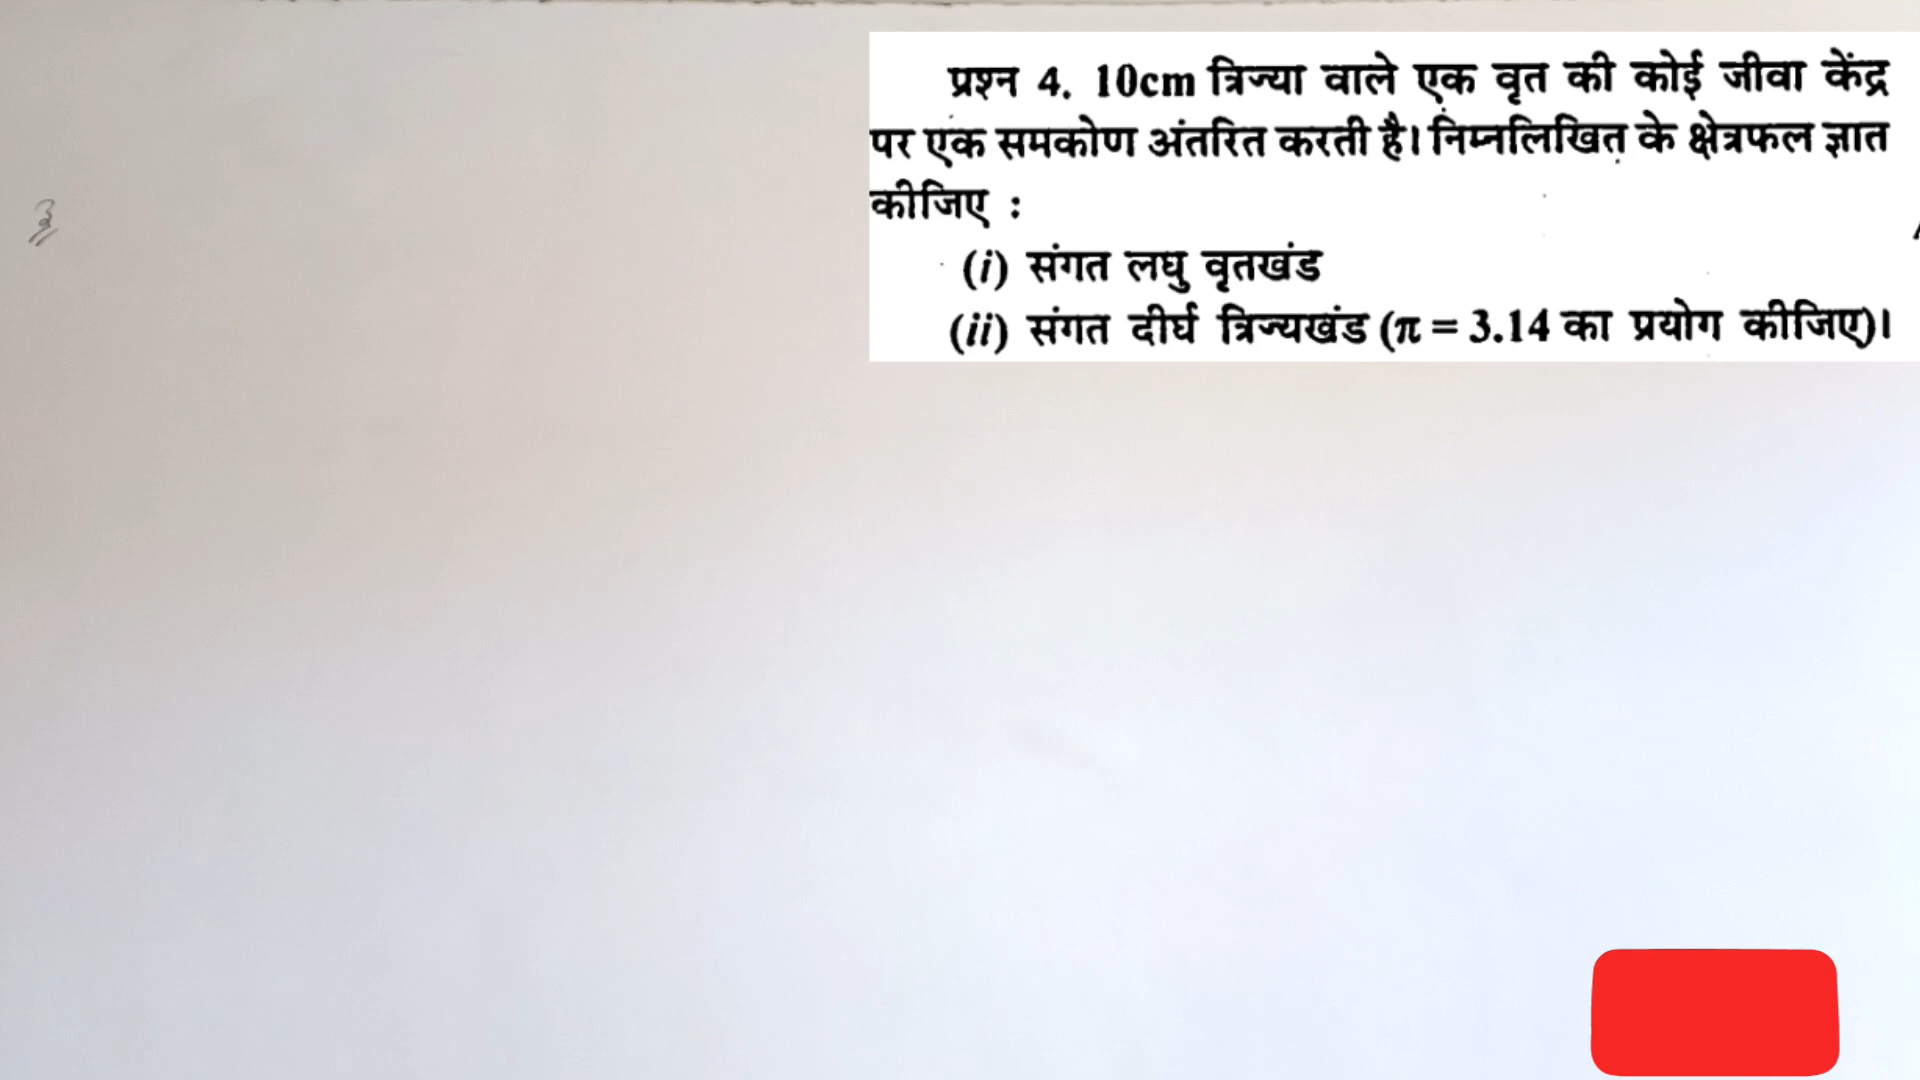 प्रश्न 4. 10cm त्रिज्या वाले एक वृत की कोई जीवा केंद्र
पर एक समकोण अंतरित करती है। निम्नलिखित के क्षेत्रफल ज्ञात
कीजिए :
(i) संगत लघु वृतखंड
(ii) संगत दीर्घ त्रिज्यखंड (π = 3.14 का प्रयोग कीजिए)।